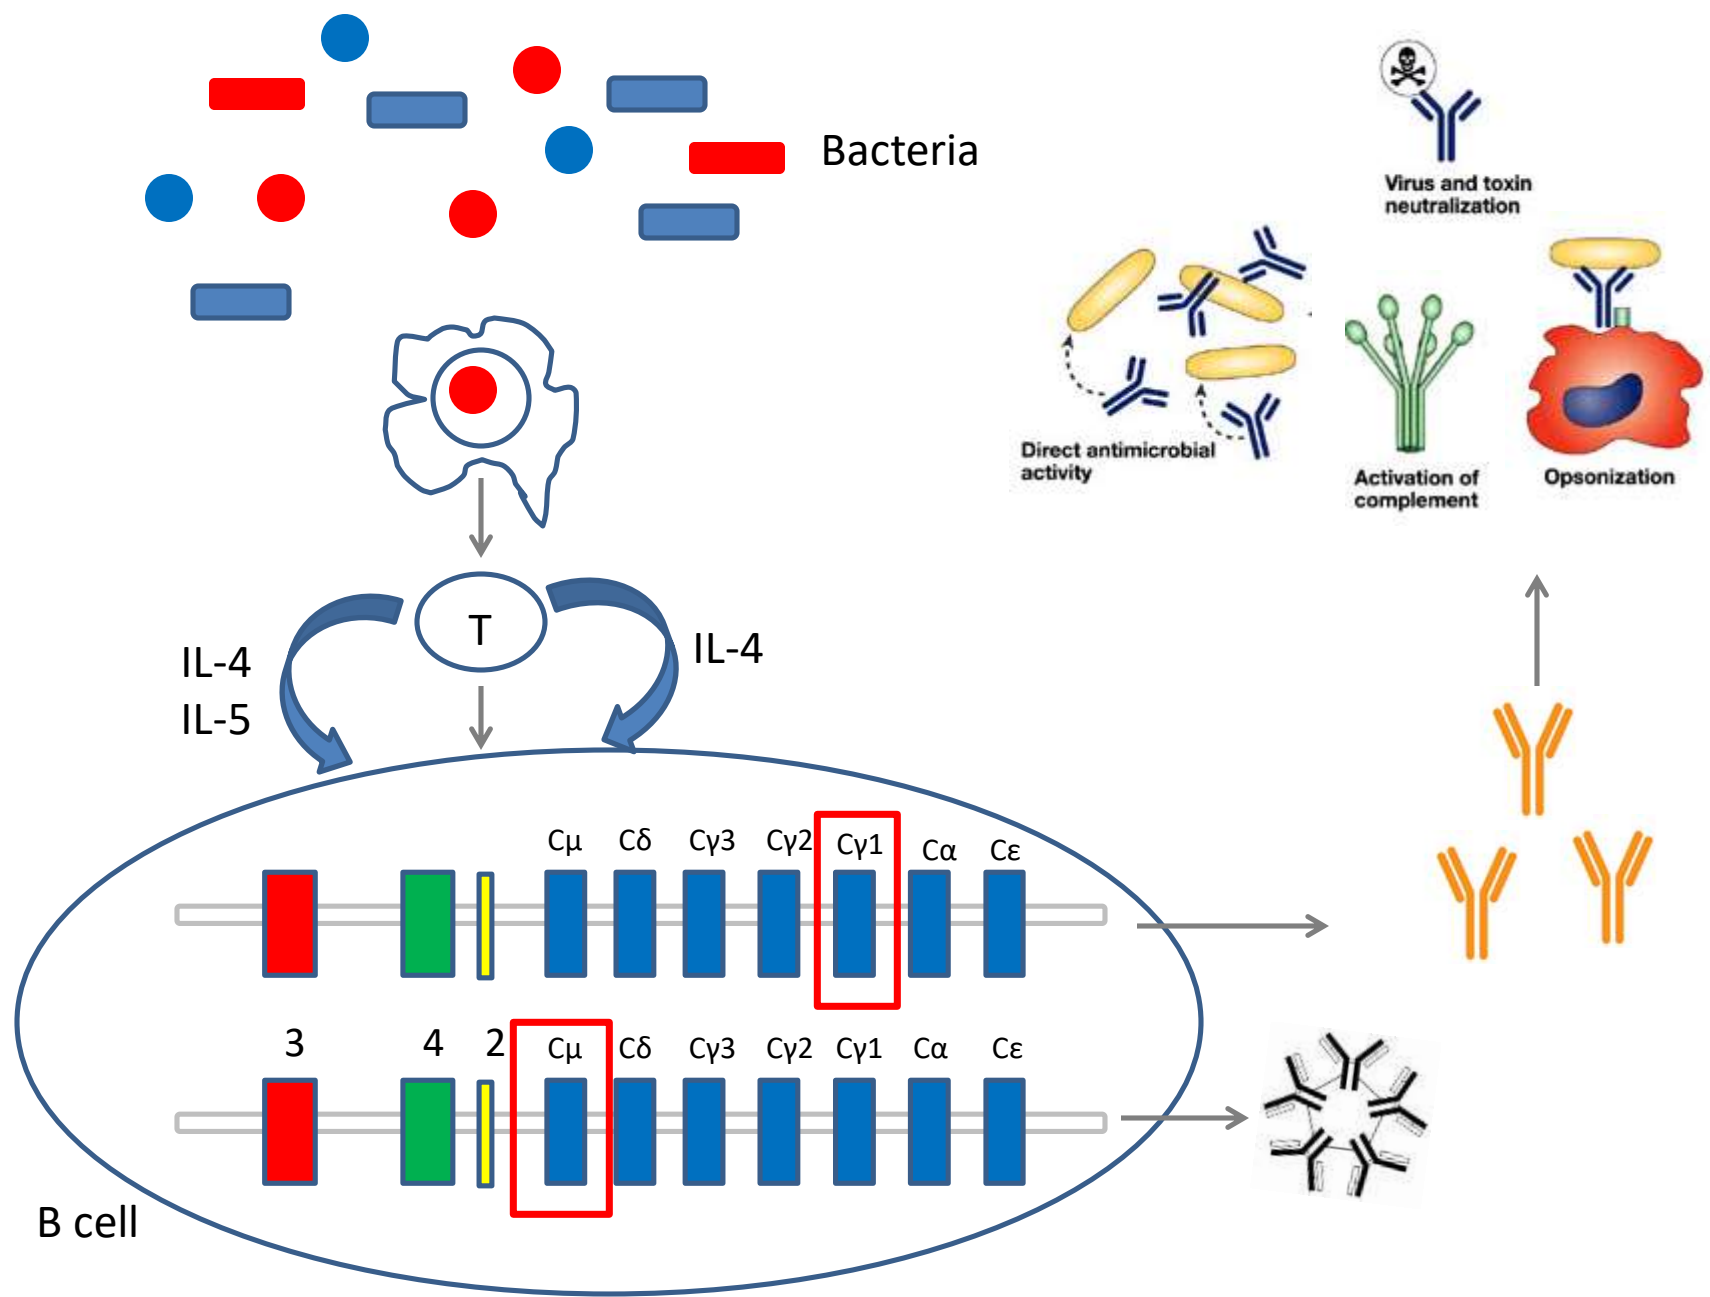 Bacteria
Virus and toxin
neutralization
Direct antimicrobial
activity
Activation of
complement
Opsonization
T
IL-4
IL-5
IL-4
Cμ Cδ Cγ3 Cγ2 Cγ1 Cα Cε
3 4 2 Cμ Cδ Cγ3 Cγ2 Cγ1 Cα Cε
B cell